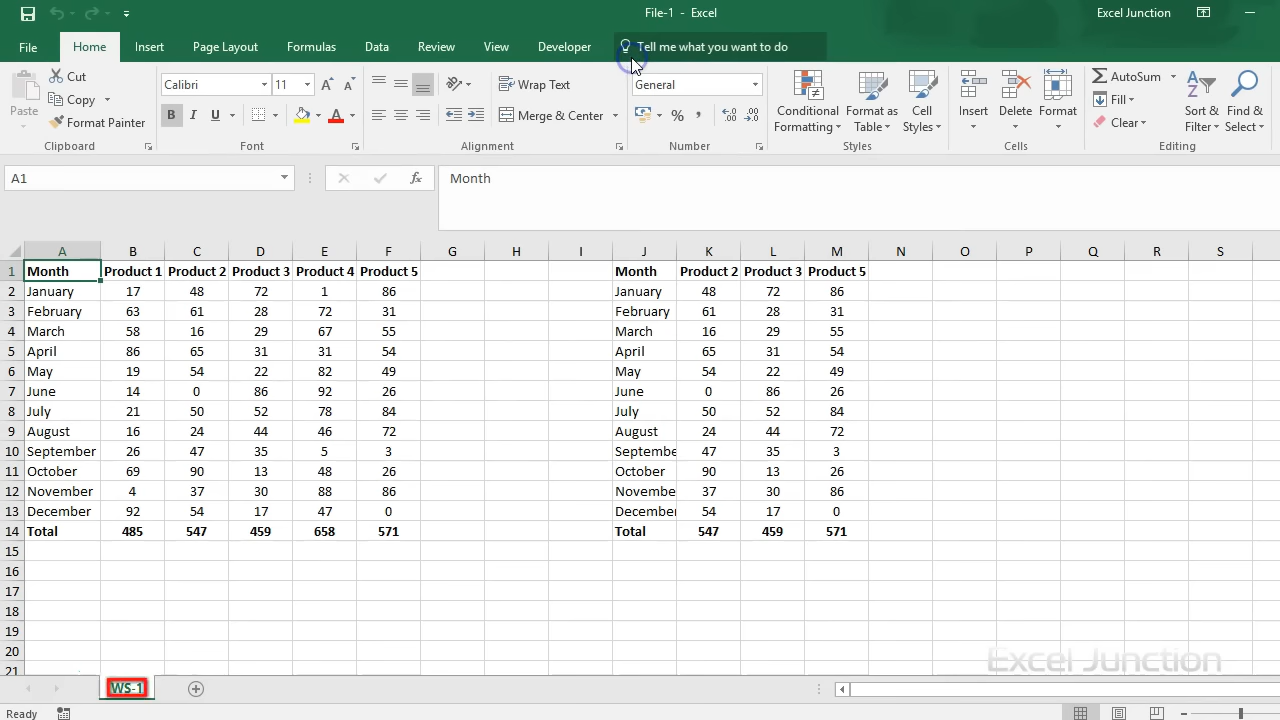 File-1 - Excel
Excel Junction
File Home Insert Page Layout Formulas Data Review View Developer Tell me what you want to do
Paste
Cut
Copy
Format Painter
Clipboard
Calibri 11 A A
B I U A
Font
Wrap Text
Merge & Center
Alignment
General
% , .00
Number
Conditional Formatting
Format as Table
Cell Styles
Styles
Insert
Delete
Format
Cells
AutoSum
Fill
Clear
Sort & Filter
Find & Select
Editing
A1 fx Month
A B C D E F G H I J K L M N O P Q R S
1 Month Product 1 Product 2 Product 3 Product 4 Product 5 Month Product 2 Product 3 Product 5
2 January 17 48 72 1 86 January 48 72 86
3 February 63 61 28 72 31 February 61 28 31
4 March 58 16 29 67 55 March 16 29 55
5 April 86 65 31 31 54 April 65 31 54
6 May 19 54 22 82 49 May 54 22 49
7 June 14 0 86 92 26 June 0 86 26
8 July 21 50 52 78 84 July 50 52 84
9 August 16 24 44 46 72 August 24 44 72
10 September 26 47 35 5 3 Septembe 47 35 3
11 October 69 90 13 48 26 October 90 13 26
12 November 4 37 30 88 86 Novembe 37 30 86
13 December 92 54 17 47 0 December 54 17 0
14 Total 485 547 459 658 571 Total 547 459 571
15
16
17
18
19
20
21
Excel Junction
WS-1
Ready